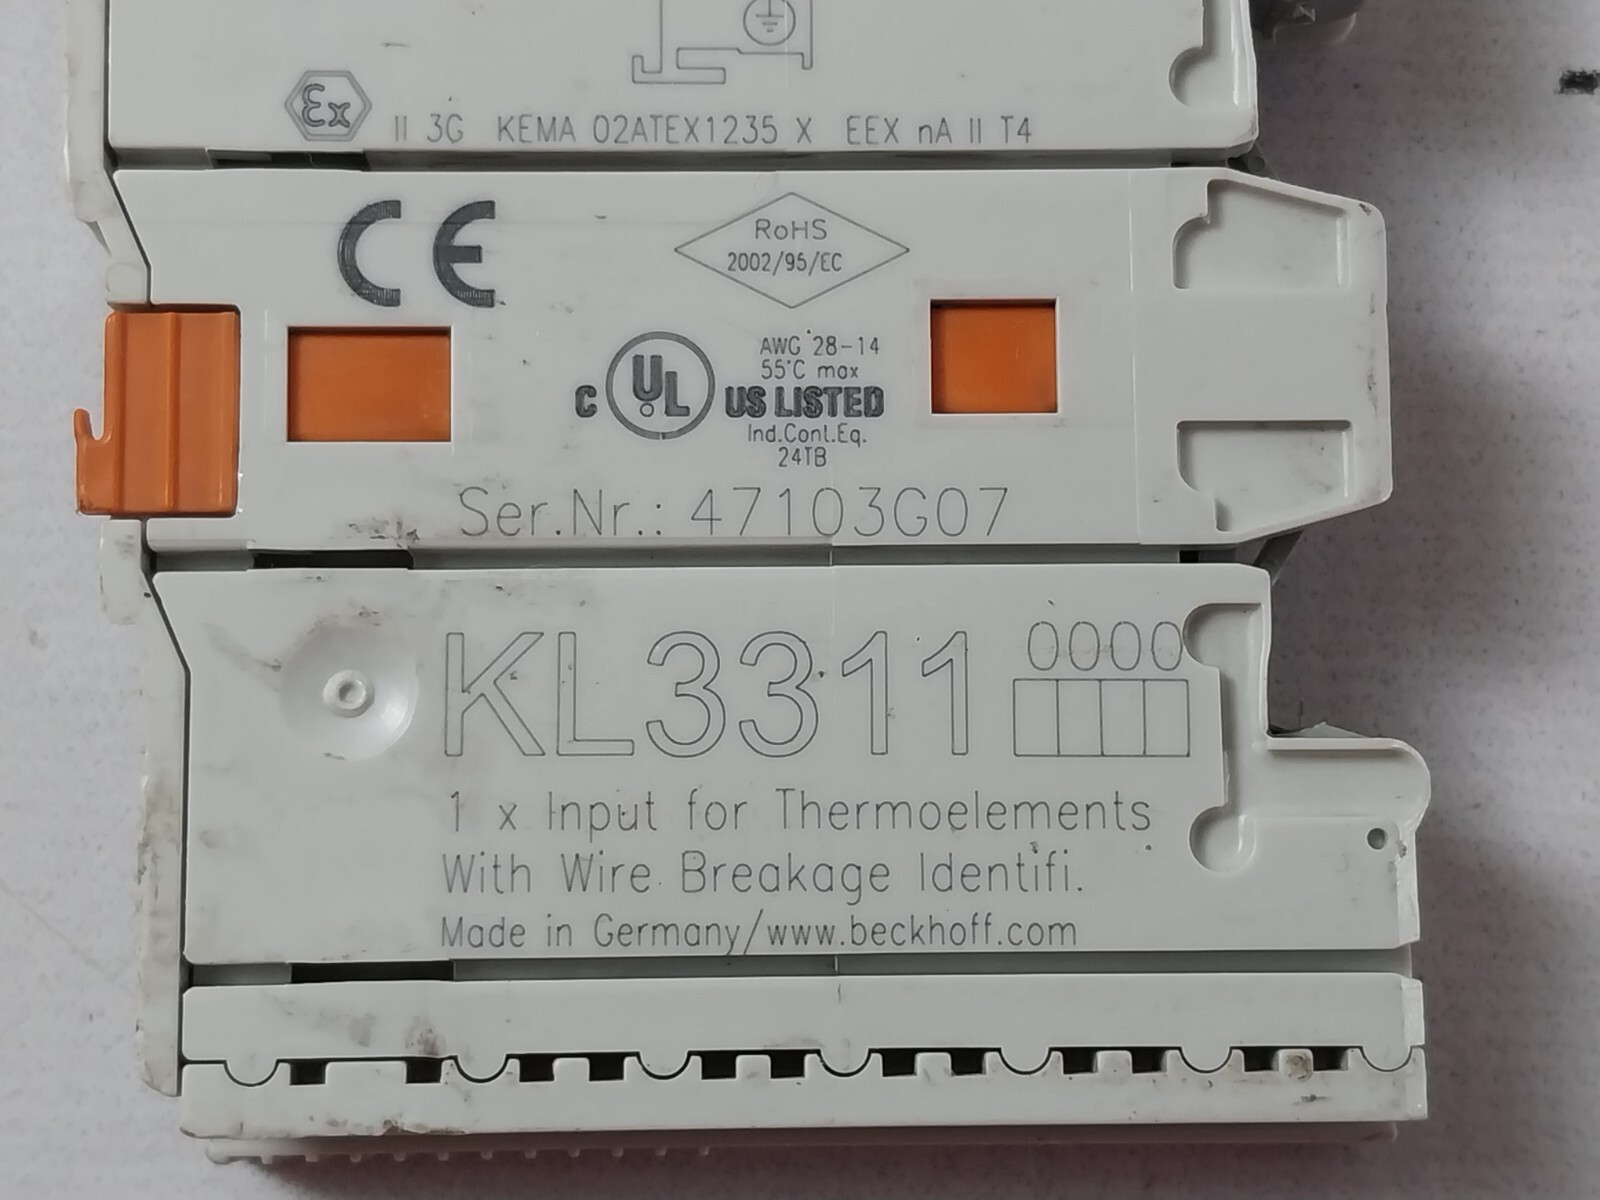 Ex II 3G KEMA 02ATEX1235 X EEX nA II T4
CE
RoHS
2002/95/EC
AWG 28-14
55°C max
C UL US LISTED
Ind.Cont.Eq.
24TB
Ser.Nr.: 47103G07
KL3311 0000
1 x Input for Thermoelements
With Wire Breakage Identifi.
Made in Germany/www.beckhoff.com